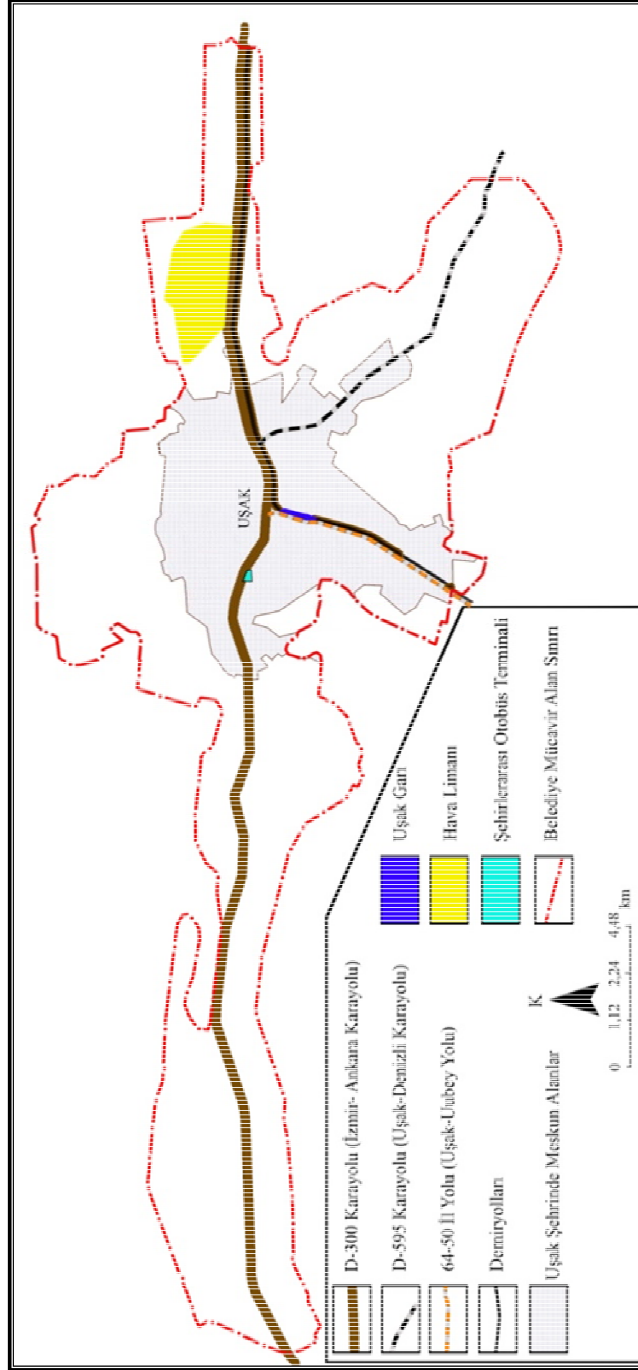 UŞAK
D-300 Karayolu (İzmir- Ankara Karayolu)
D-595 Karayolu (Uşak-Denizli Karayolu)
64-50 İl Yolu (Uşak-Uubey Yolu)
Demiryolları
Uşak Şehrinde Meskun Alanlar
Uşak Garı
Hava Limanı
Şehirlerarası Otobüs Terminali
Belediye Mücavir Alan Sınırı
K
0 1,12 2,24 4,48 km